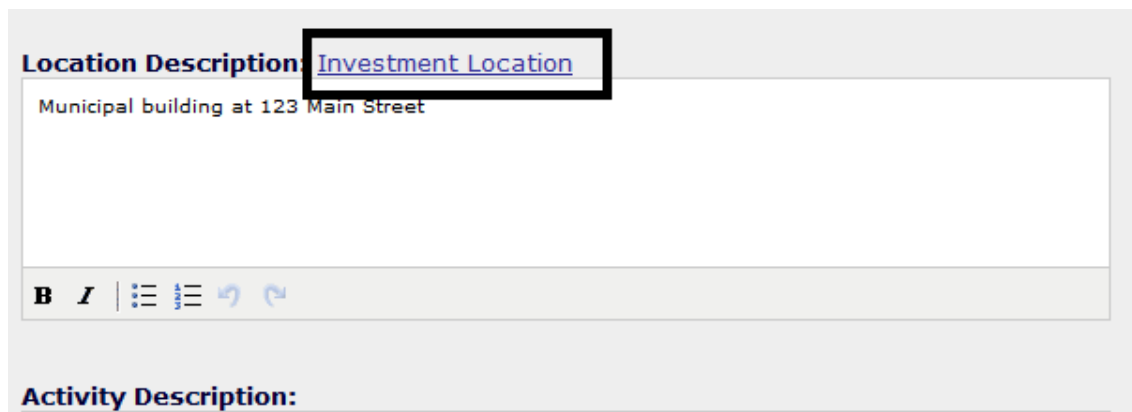 Location Description: Investment Location
Municipal building at 123 Main Street
B I
Activity Description: